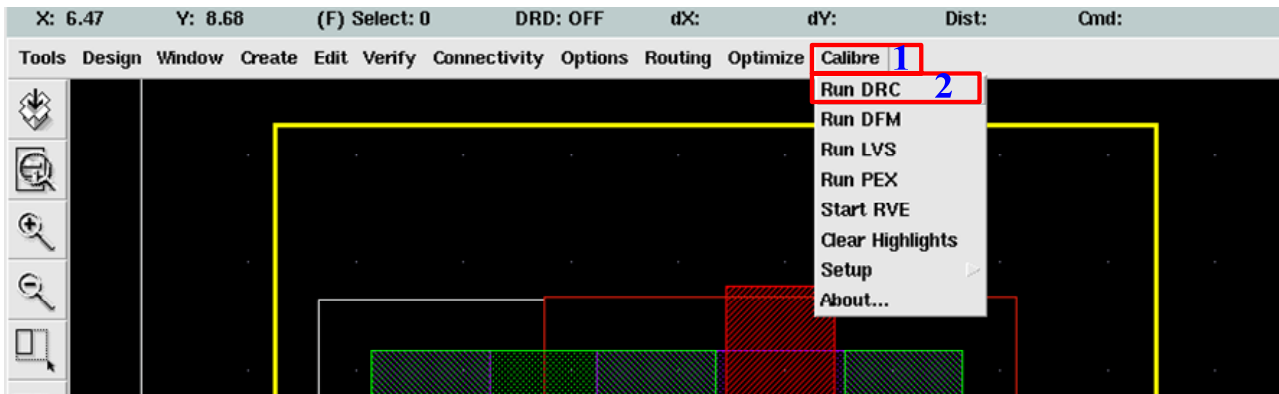 X: 6.47 Y: 8.68 (F) Select: 0 DRD: OFF dX: dY: Dist: Cmd:
Tools Design Window Create Edit Verify Connectivity Options Routing Optimize Calibre 1
Run DRC 2
Run DFM
Run LVS
Run PEX
Start RVE
Clear Highlights
Setup
About...